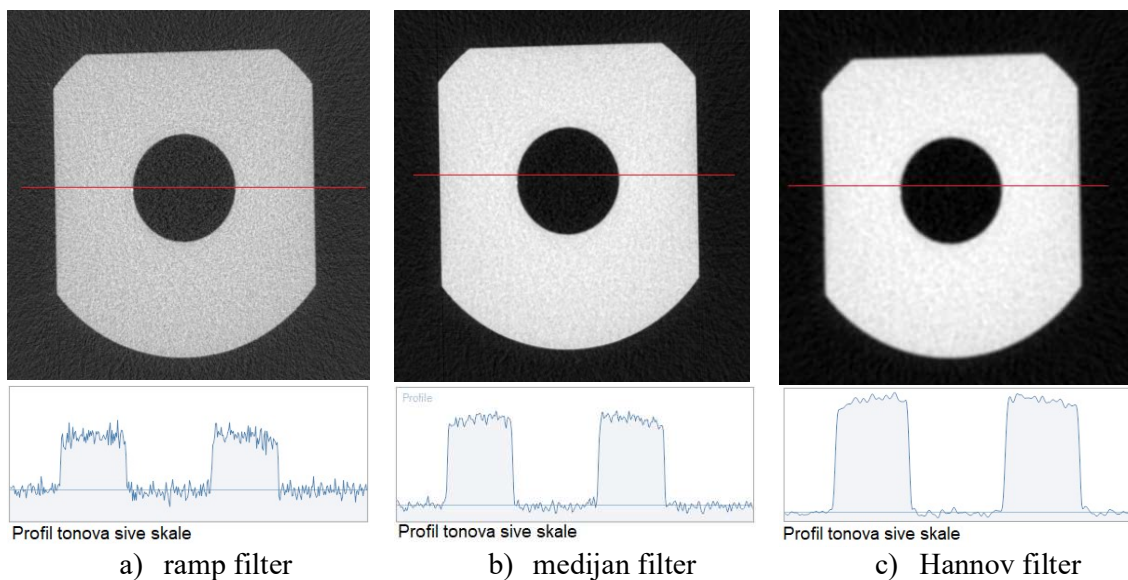 Profile
Profil tonova sive skale
Profil tonova sive skale
Profil tonova sive skale
a) ramp filter
b) medijan filter
c) Hannov filter